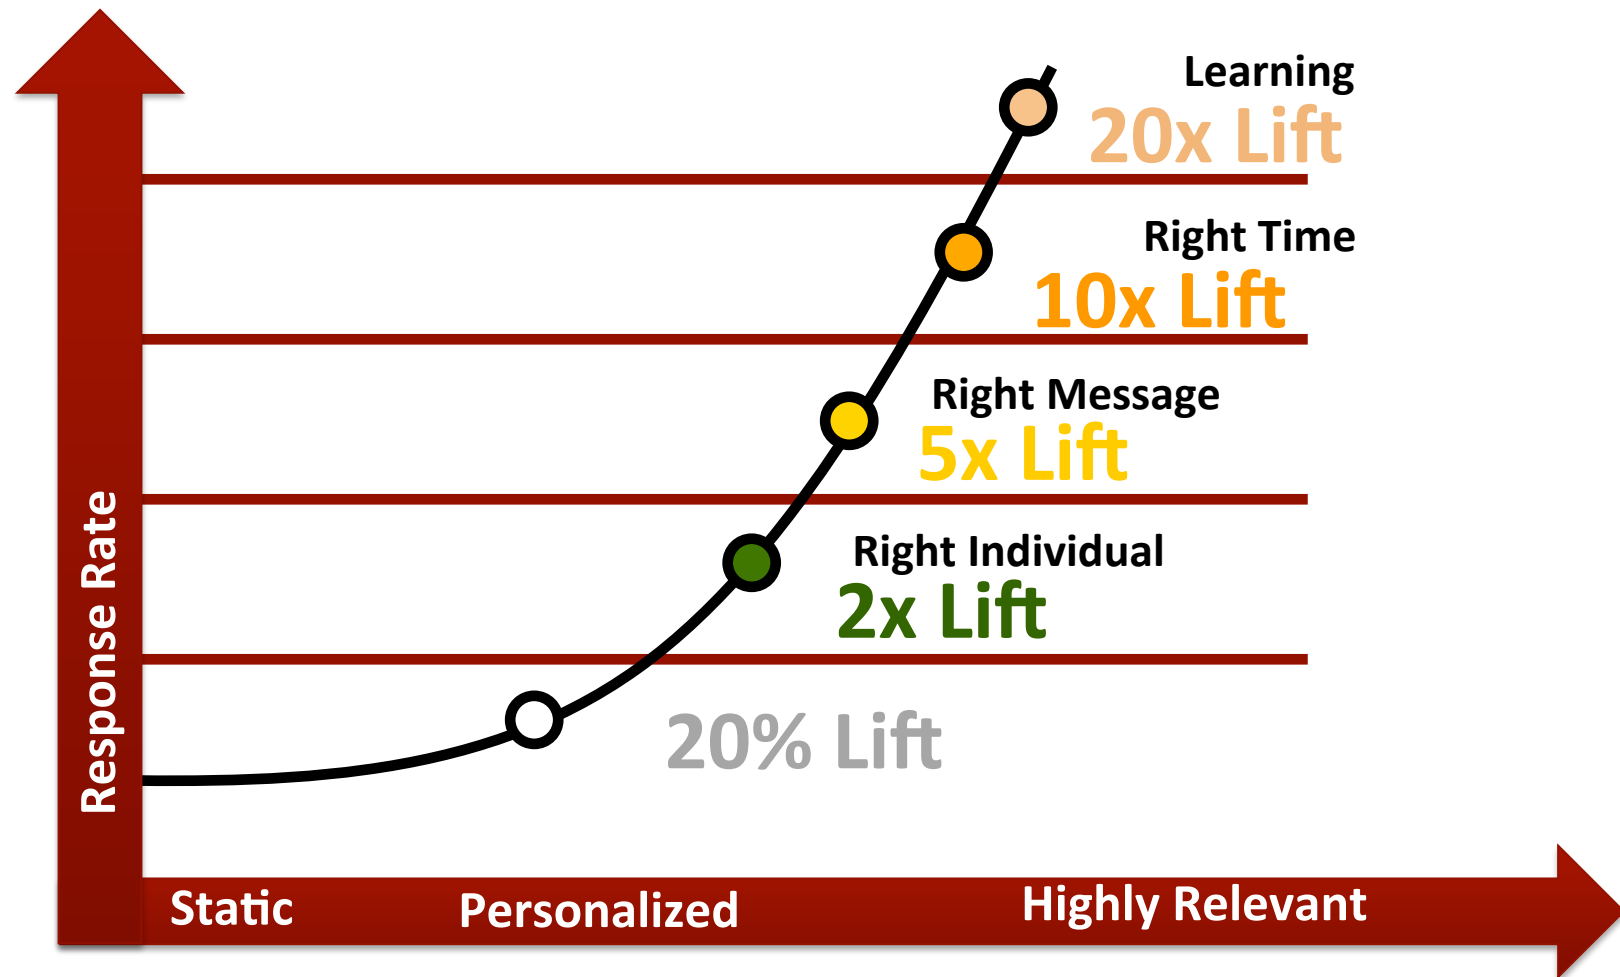 Learning
20x Lift
Right Time
10x Lift
Right Message
5x Lift
Right Individual
2x Lift
20% Lift
Response Rate
Static
Personalized
Highly Relevant